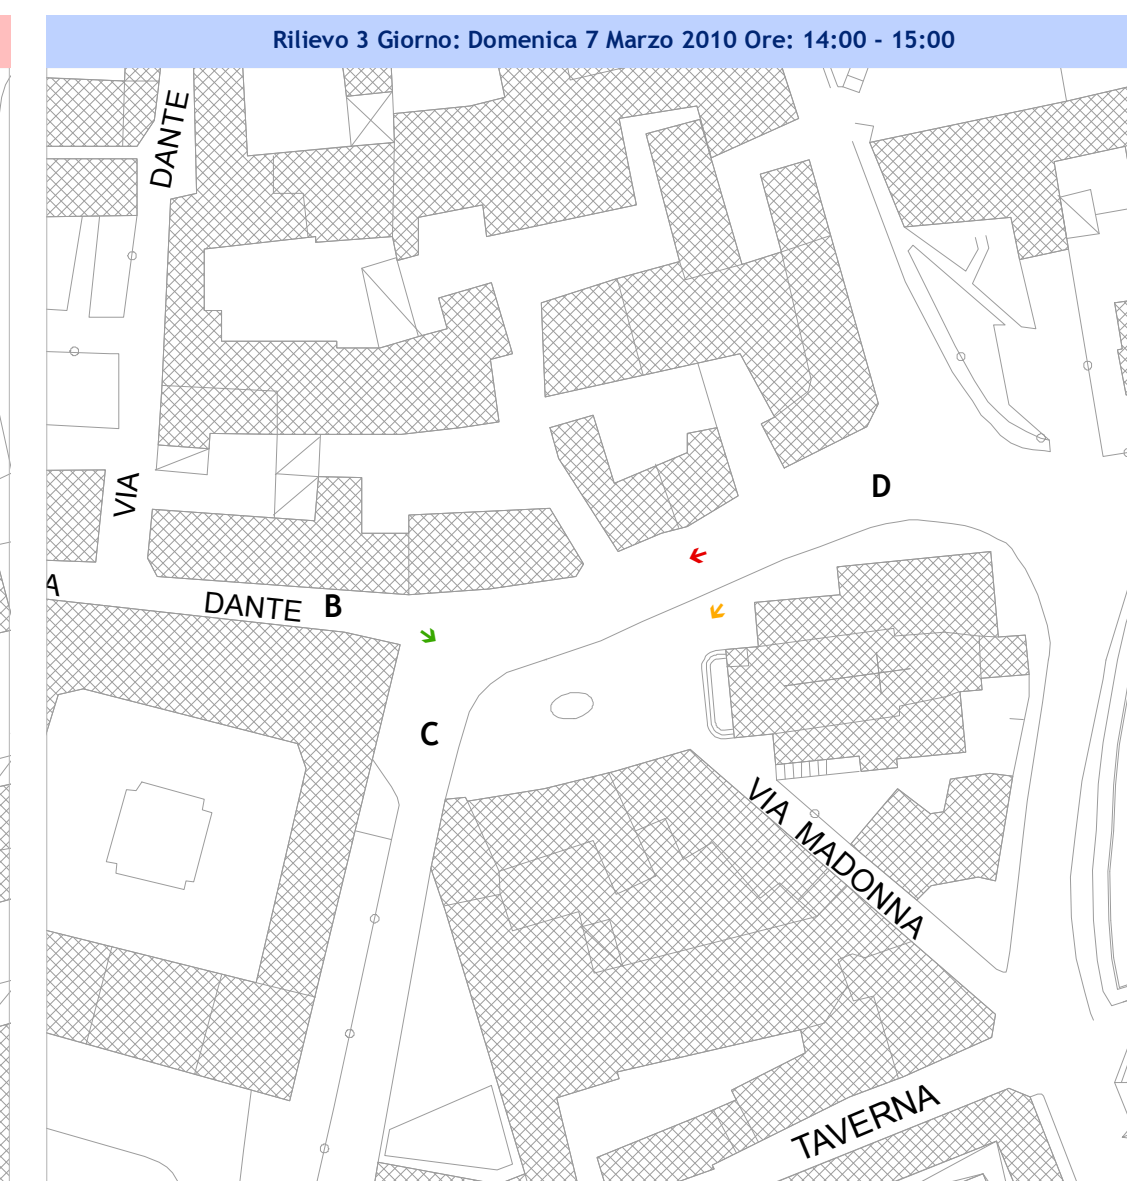 Rilievo 3 Giorno: Domenica 7 Marzo 2010 Ore: 14:00 - 15:00
DANTE
VIA
D
A
DANTE B
C
VIA MADONNA
TAVERNA